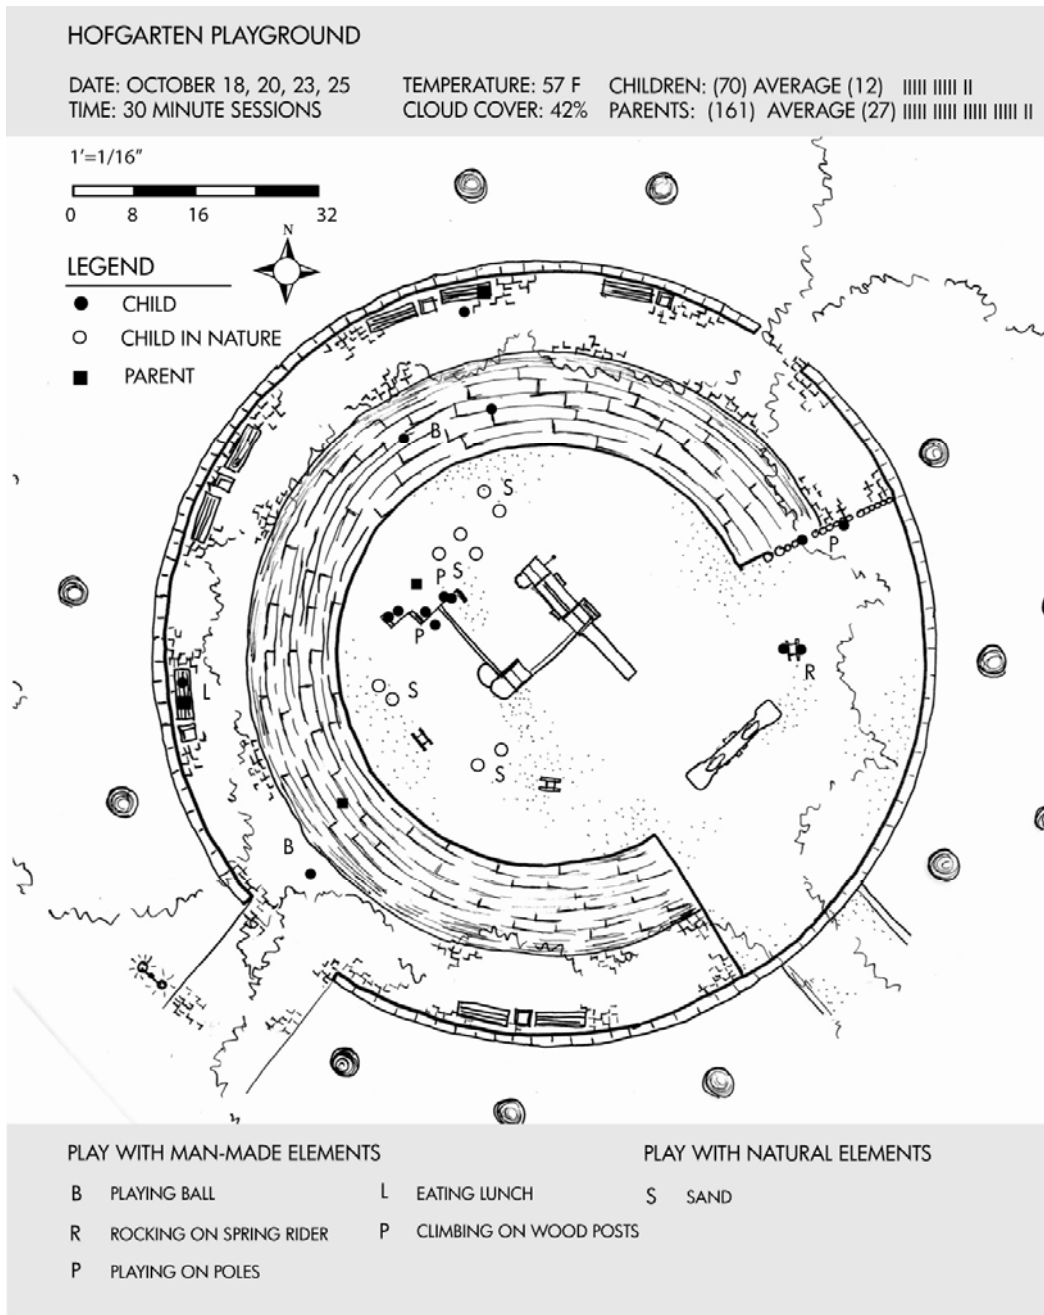 HOFGARTEN PLAYGROUND
DATE: OCTOBER 18, 20, 23, 25
TIME: 30 MINUTE SESSIONS
TEMPERATURE: 57 F
CLOUD COVER: 42%
CHILDREN: (70) AVERAGE (12) IIIII IIIII II
PARENTS: (161) AVERAGE (27) IIIII IIIII IIIII IIIII II
1'=1/16"
0 8 16 32
N
LEGEND
CHILD
CHILD IN NATURE
PARENT
B
S
P
P
S
P
L
S
R
S
B
PLAY WITH MAN-MADE ELEMENTS
B PLAYING BALL
R ROCKING ON SPRING RIDER
P PLAYING ON POLES
L EATING LUNCH
P CLIMBING ON WOOD POSTS
PLAY WITH NATURAL ELEMENTS
S SAND